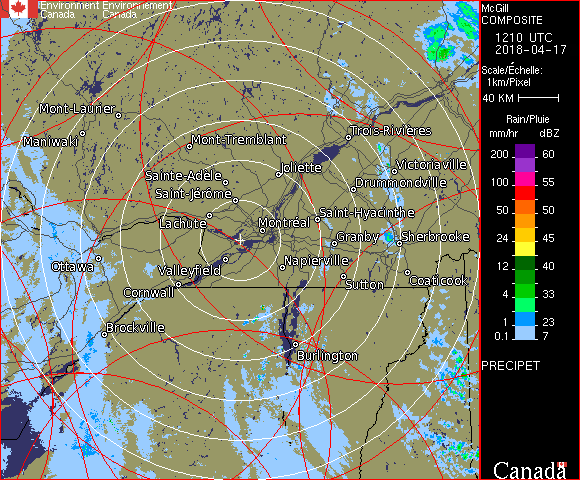 Environment Environnement
Canada Canada
McGill
COMPOSITE
1210 UTC
2018-04-17
Scale/Échelle:
1km/Pixel
40 KM
Rain/Pluie
mm/hr dBZ
200 60
150 57
100 55
50 50
24 45
12 40
4 33
1 23
0.1 7
PRECIPET
Canada
Mont-Laurier
Maniwaki
Mont-Tremblant
Trois-Rivières
Joliette
Victoriaville
Sainte-Adèle
Drummondville
Saint-Jérôme
Saint-Hyacinthe
Lachute
Montréal
Granby
Sherbrooke
Ottawa
Valleyfield
Napierville
Sutton
Coaticook
Cornwall
Brockville
Burlington